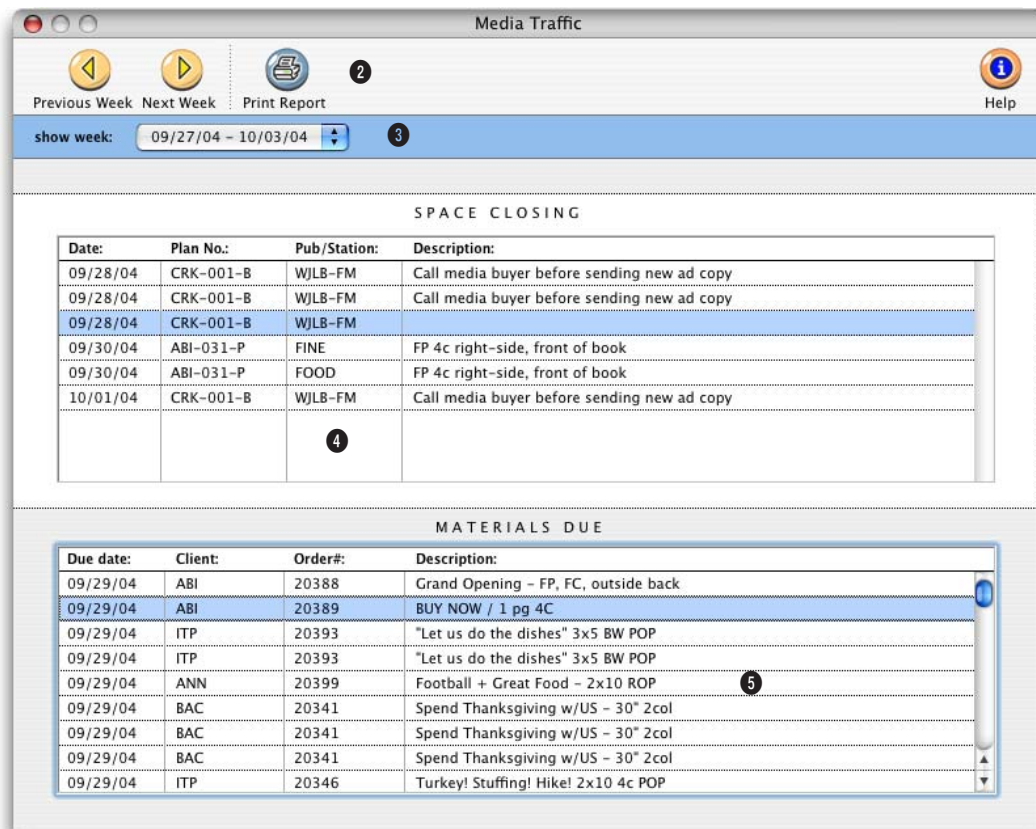 Media Traffic
Previous Week Next Week Print Report 2 Help
show week: 09/27/04 – 10/03/04 3
SPACE CLOSING
Date: Plan No.: Pub/Station: Description:
09/28/04 CRK-001-B WJLB-FM Call media buyer before sending new ad copy
09/28/04 CRK-001-B WJLB-FM Call media buyer before sending new ad copy
09/28/04 CRK-001-B WJLB-FM
09/30/04 ABI-031-P FINE FP 4c right-side, front of book
09/30/04 ABI-031-P FOOD FP 4c right-side, front of book
10/01/04 CRK-001-B WJLB-FM Call media buyer before sending new ad copy
4
MATERIALS DUE
Due date: Client: Order#: Description:
09/29/04 ABI 20388 Grand Opening – FP, FC, outside back
09/29/04 ABI 20389 BUY NOW / 1 pg 4C
09/29/04 ITP 20393 "Let us do the dishes" 3x5 BW POP
09/29/04 ITP 20393 "Let us do the dishes" 3x5 BW POP
09/29/04 ANN 20399 Football + Great Food – 2x10 ROP 5
09/29/04 BAC 20341 Spend Thanksgiving w/US – 30" 2col
09/29/04 BAC 20341 Spend Thanksgiving w/US – 30" 2col
09/29/04 BAC 20341 Spend Thanksgiving w/US – 30" 2col
09/29/04 ITP 20346 Turkey! Stuffing! Hike! 2x10 4c POP